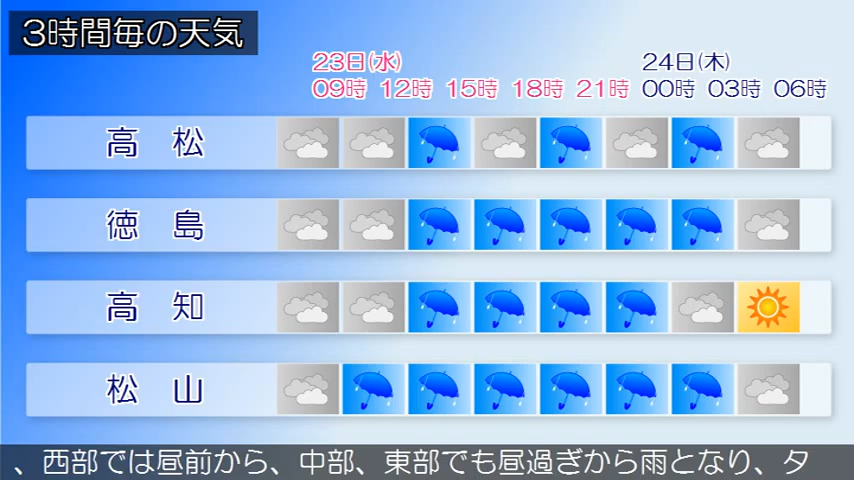 3時間毎の天気
23日(水) 24日(木)
09時 12時 15時 18時 21時 00時 03時 06時
高 松
徳 島
高 知
松 山
、西部では昼前から、中部、東部でも昼過ぎから雨となり、夕